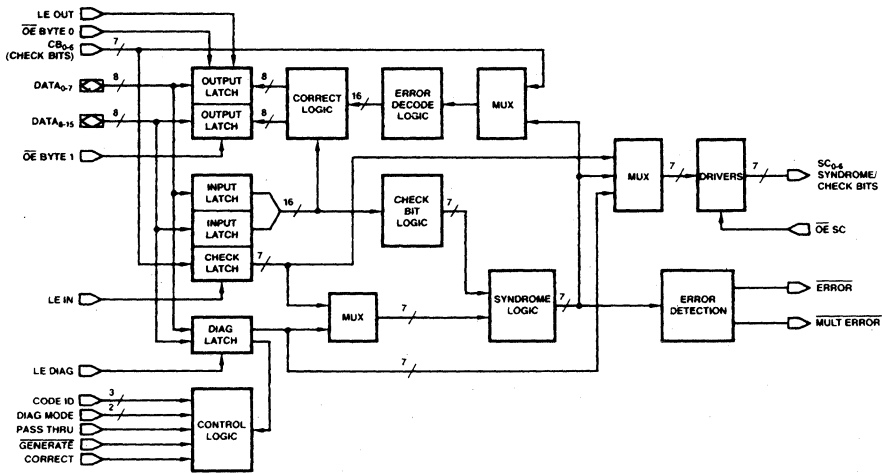 LE OUT
OE BYTE 0
CB0-6
(CHECK BITS)
7
DATA0-7
8
DATA8-15
8
OE BYTE 1
OUTPUT
LATCH
OUTPUT
LATCH
8
8
CORRECT
LOGIC
16
ERROR
DECODE
LOGIC
MUX
INPUT
LATCH
INPUT
LATCH
CHECK
LATCH
16
7
CHECK
BIT
LOGIC
7
MUX
7
DRIVERS
7
SC0-6
SYNDROME/
CHECK BITS
OE SC
LE IN
MUX
7
SYNDROME
LOGIC
7
ERROR
DETECTION
ERROR
MULT ERROR
DIAG
LATCH
7
LE DIAG
CODE ID
3
DIAG MODE
2
PASS THRU
GENERATE
CORRECT
CONTROL
LOGIC